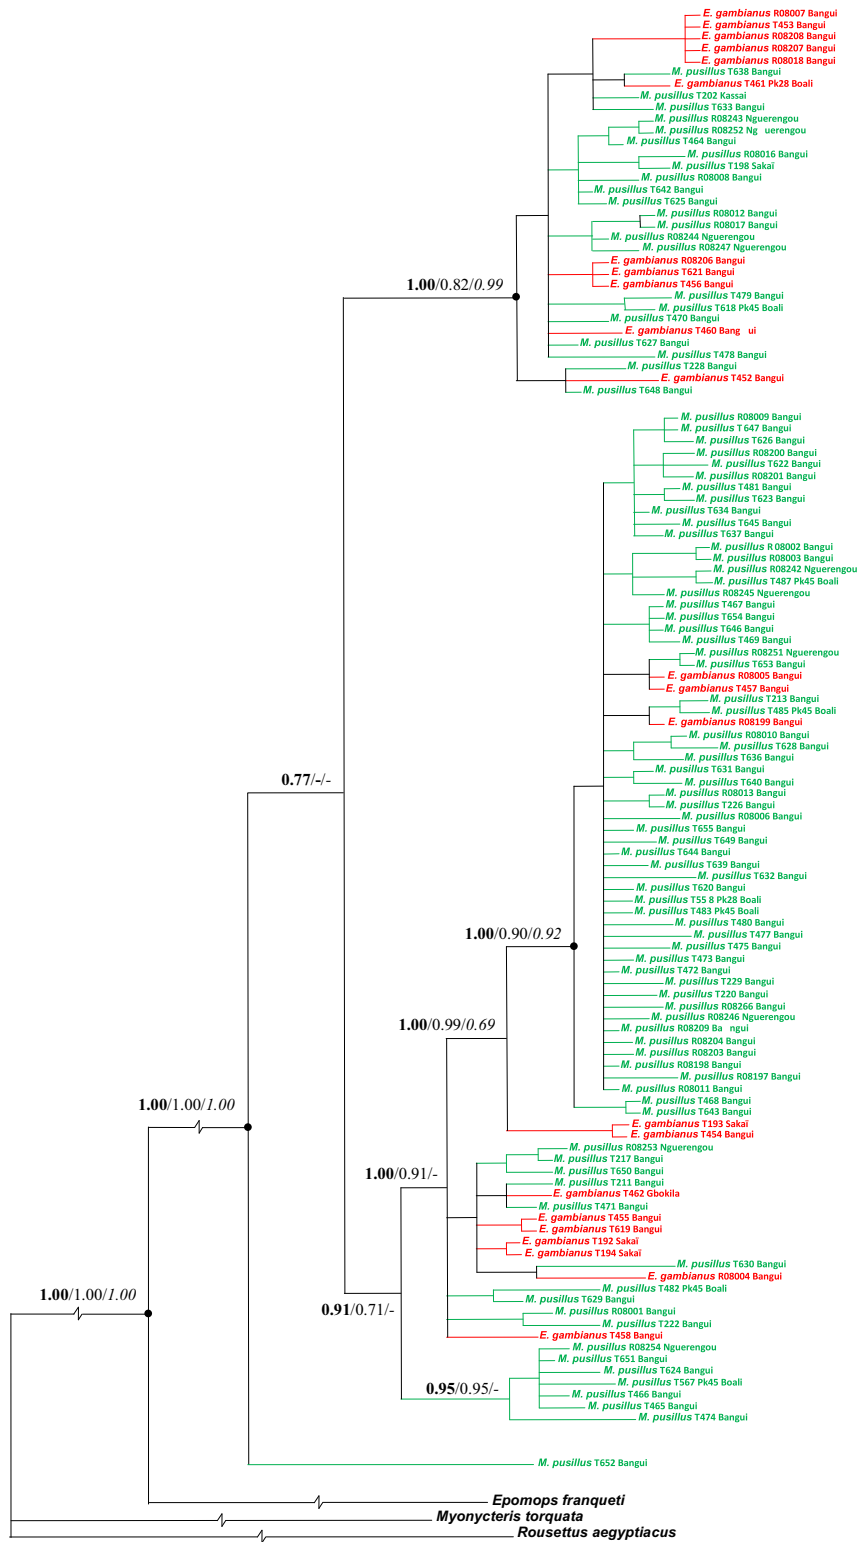 E. gambianus R08007 Bangui
E. gambianus T453 Bangui
E. gambianus R08208 Bangui
E. gambianus R08207 Bangui
E. gambianus R08018 Bangui
M. pusillus T638 Bangui
E. gambianus T461 Pk28 Boali
M. pusillus T202 Kassai
M. pusillus T633 Bangui
M. pusillus R08243 Nguerengou
M. pusillus R08252 Ng uerengou
M. pusillus T464 Bangui
M. pusillus R08016 Bangui
M. pusillus T198 Sakaï
M. pusillus R08008 Bangui
M. pusillus T642 Bangui
M. pusillus T625 Bangui
M. pusillus R08012 Bangui
M. pusillus R08017 Bangui
M. pusillus R08244 Nguerengou
M. pusillus R08247 Nguerengou
E. gambianus R08206 Bangui
E. gambianus T621 Bangui
E. gambianus T456 Bangui
1.00/0.82/0.99
M. pusillus T479 Bangui
M. pusillus T618 Pk45 Boali
M. pusillus T470 Bangui
E. gambianus T460 Bang ui
M. pusillus T627 Bangui
M. pusillus T478 Bangui
M. pusillus T228 Bangui
E. gambianus T452 Bangui
M. pusillus T648 Bangui
M. pusillus R08009 Bangui
M. pusillus T 647 Bangui
M. pusillus T626 Bangui
M. pusillus R08200 Bangui
M. pusillus T622 Bangui
M. pusillus R08201 Bangui
M. pusillus T481 Bangui
M. pusillus T623 Bangui
M. pusillus T634 Bangui
M. pusillus T645 Bangui
M. pusillus T637 Bangui
M. pusillus R 08002 Bangui
M. pusillus R08003 Bangui
M. pusillus R08242 Nguerengou
M. pusillus T487 Pk45 Boali
M. pusillus R08245 Nguerengou
M. pusillus T467 Bangui
M. pusillus T654 Bangui
M. pusillus T646 Bangui
M. pusillus T469 Bangui
M. pusillus R08251 Nguerengou
M. pusillus T653 Bangui
E. gambianus R08005 Bangui
E. gambianus T457 Bangui
M. pusillus T213 Bangui
M. pusillus T485 Pk45 Boali
E. gambianus R08199 Bangui
M. pusillus R08010 Bangui
M. pusillus T628 Bangui
M. pusillus T636 Bangui
M. pusillus T631 Bangui
0.77/-/-
M. pusillus T640 Bangui
M. pusillus R08013 Bangui
M. pusillus T226 Bangui
M. pusillus R08006 Bangui
M. pusillus T655 Bangui
M. pusillus T649 Bangui
M. pusillus T644 Bangui
M. pusillus T639 Bangui
M. pusillus T632 Bangui
M. pusillus T620 Bangui
M. pusillus T55 8 Pk28 Boali
M. pusillus T483 Pk45 Boali
M. pusillus T480 Bangui
1.00/0.90/0.92
M. pusillus T477 Bangui
M. pusillus T475 Bangui
M. pusillus T473 Bangui
M. pusillus T472 Bangui
M. pusillus T229 Bangui
M. pusillus T220 Bangui
M. pusillus R08266 Bangui
M. pusillus R08246 Nguerengou
1.00/0.99/0.69
M. pusillus R08209 Ba ngui
M. pusillus R08204 Bangui
M. pusillus R08203 Bangui
M. pusillus R08198 Bangui
M. pusillus R08197 Bangui
M. pusillus R08011 Bangui
M. pusillus T468 Bangui
1.00/1.00/1.00
M. pusillus T643 Bangui
E. gambianus T193 Sakaï
E. gambianus T454 Bangui
M. pusillus R08253 Nguerengou
M. pusillus T217 Bangui
1.00/0.91/-
M. pusillus T650 Bangui
M. pusillus T211 Bangui
E. gambianus T462 Gbokila
M. pusillus T471 Bangui
E. gambianus T455 Bangui
E. gambianus T619 Bangui
E. gambianus T192 Sakaï
E. gambianus T194 Sakaï
M. pusillus T630 Bangui
E. gambianus R08004 Bangui
M. pusillus T482 Pk45 Boali
1.00/1.00/1.00
M. pusillus T629 Bangui
0.91/0.71/-
M. pusillus R08001 Bangui
M. pusillus T222 Bangui
E. gambianus T458 Bangui
M. pusillus R08254 Nguerengou
M. pusillus T651 Bangui
M. pusillus T624 Bangui
M. pusillus T567 Pk45 Boali
0.95/0.95/-
M. pusillus T466 Bangui
M. pusillus T465 Bangui
M. pusillus T474 Bangui
M. pusillus T652 Bangui
Epomops franqueti
Myonycteris torquata
Rousettus aegyptiacus